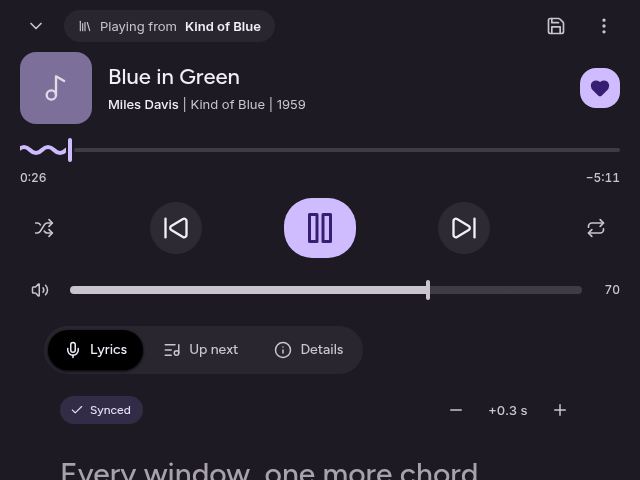 Playing from Kind of Blue
Blue in Green
Miles Davis | Kind of Blue | 1959
0:26
−5:11
70
Lyrics
Up next
Details
Synced
+0.3 s
Every window, one more chord